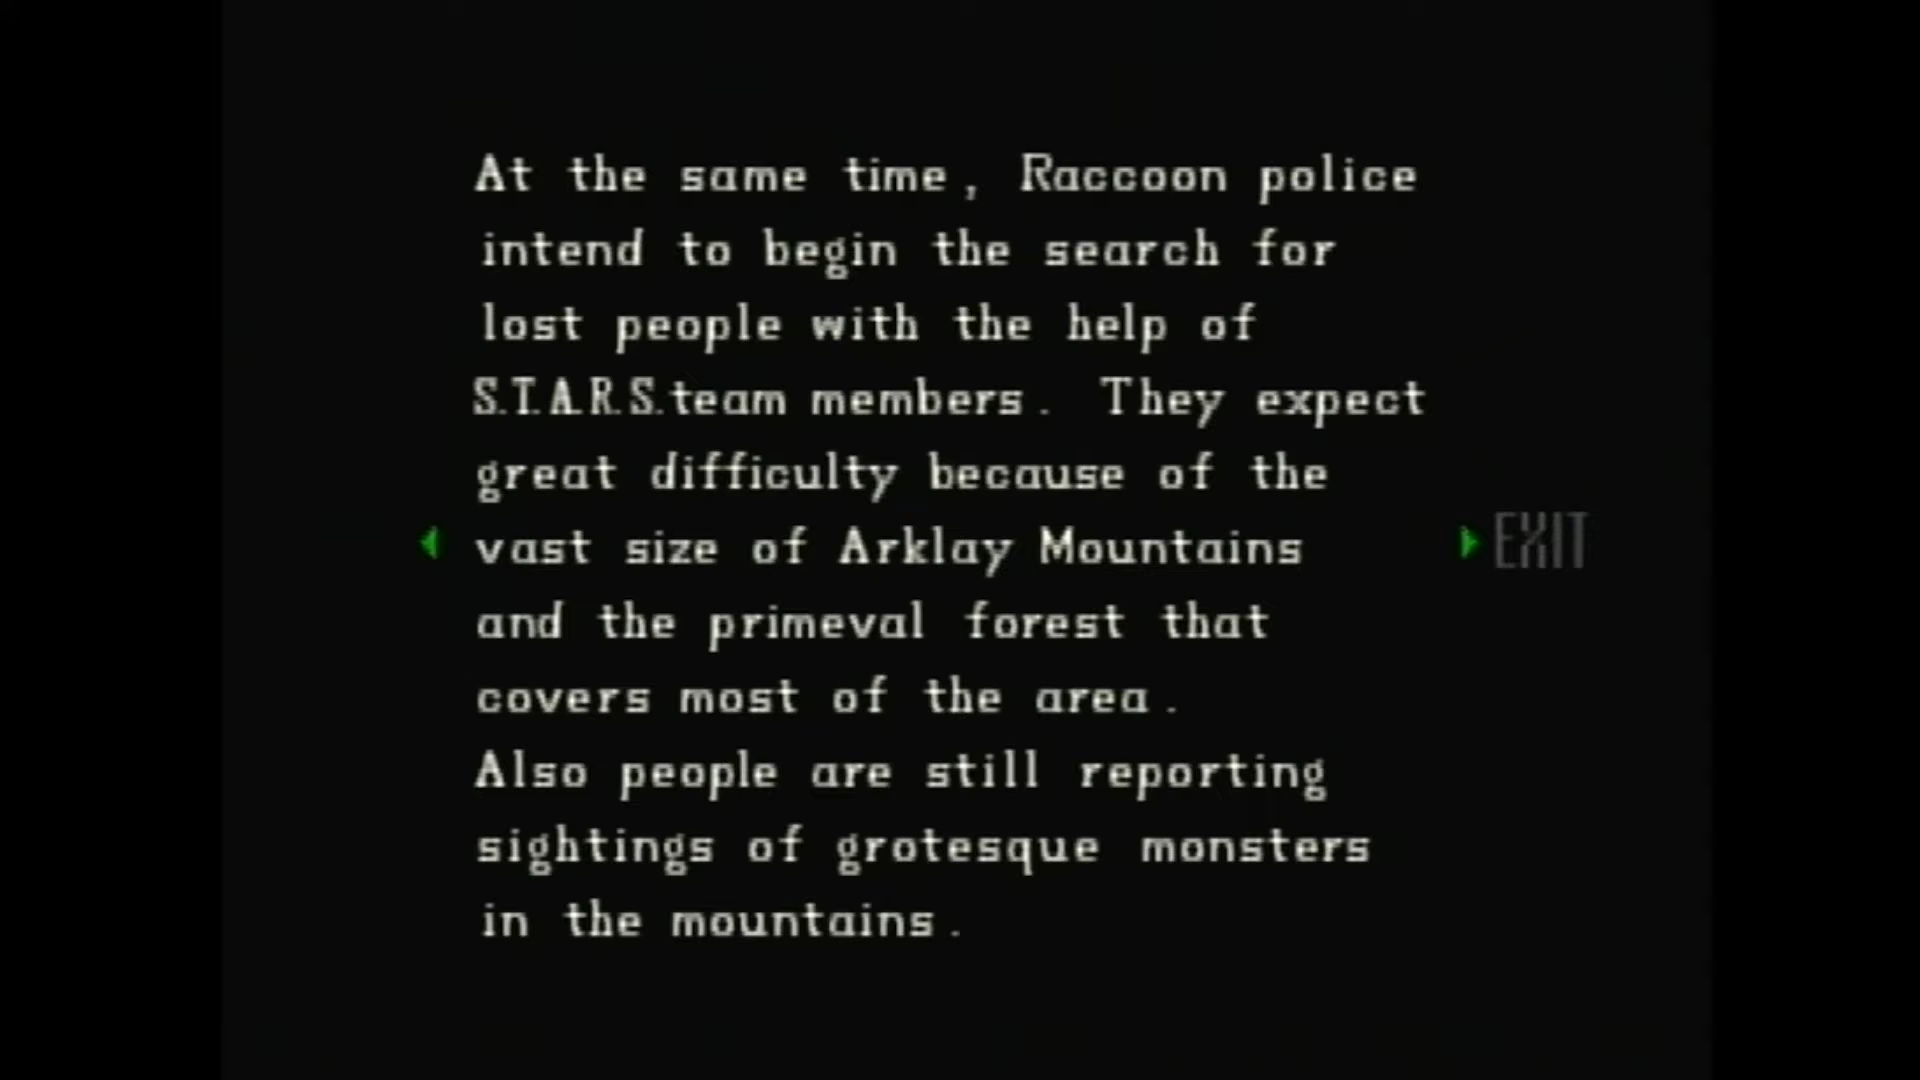 At the same time, Raccoon police
intend to begin the search for
lost people with the help of
S.T.A.R.S.team members. They expect
great difficulty because of the
vast size of Arklay Mountains
EXIT
and the primeval forest that
covers most of the area.
Also people are still reporting
sightings of grotesque monsters
in the mountains.